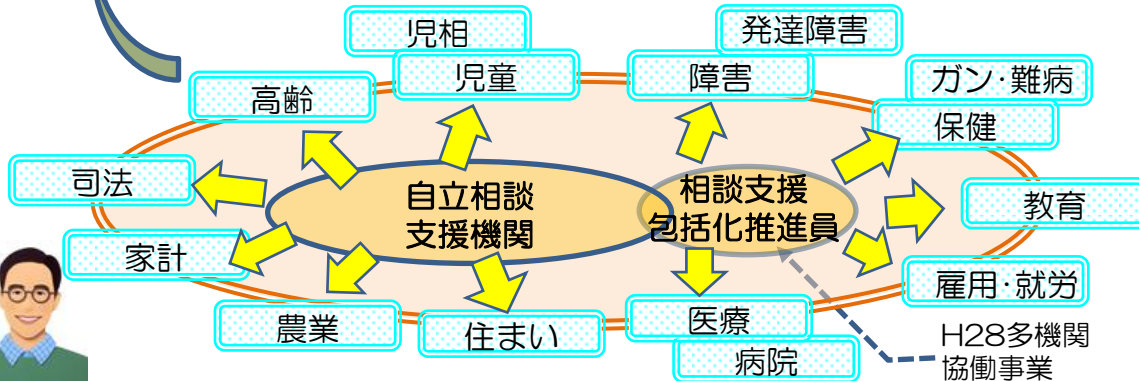 児相
発達障害
児童
障害
ガン・難病
高齢
保健
司法
自立相談
支援機関
相談支援
包括化推進員
教育
家計
雇用・就労
農業
住まい
医療
病院
H28多機関
協働事業